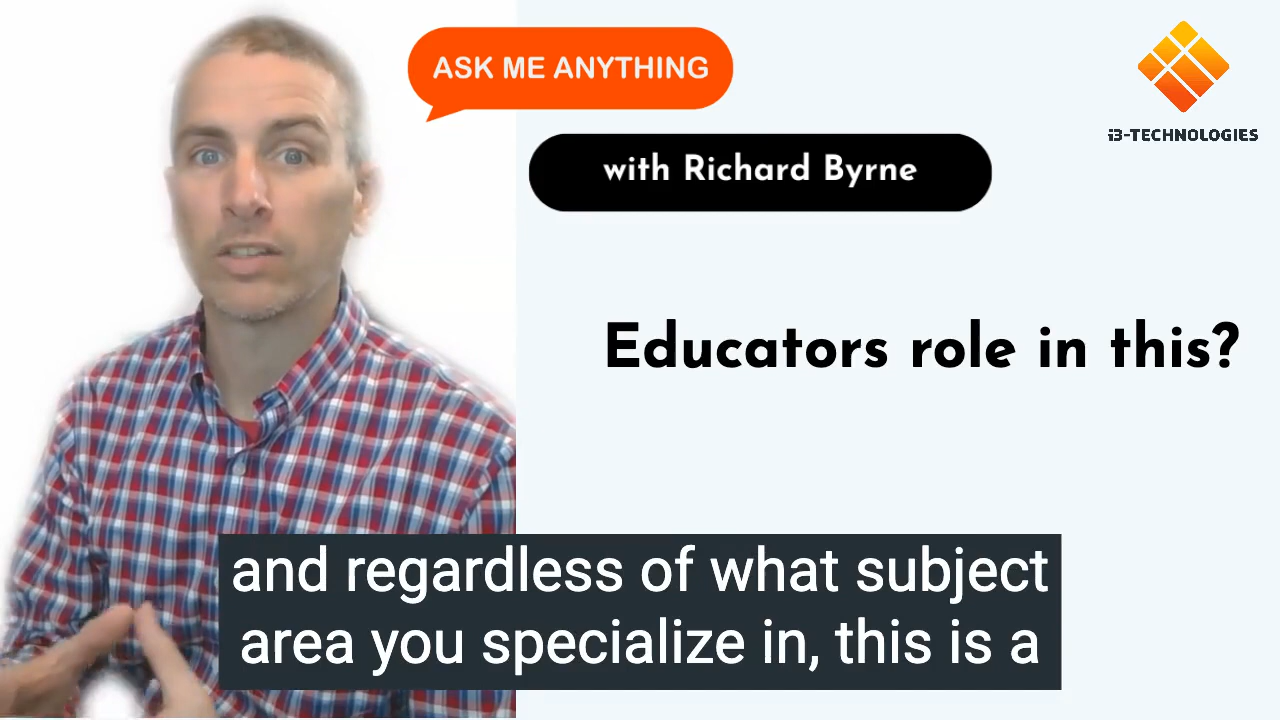 ASK ME ANYTHING
i3-TECHNOLOGIES
with Richard Byrne
Educators role in this?
and regardless of what subject
area you specialize in, this is a